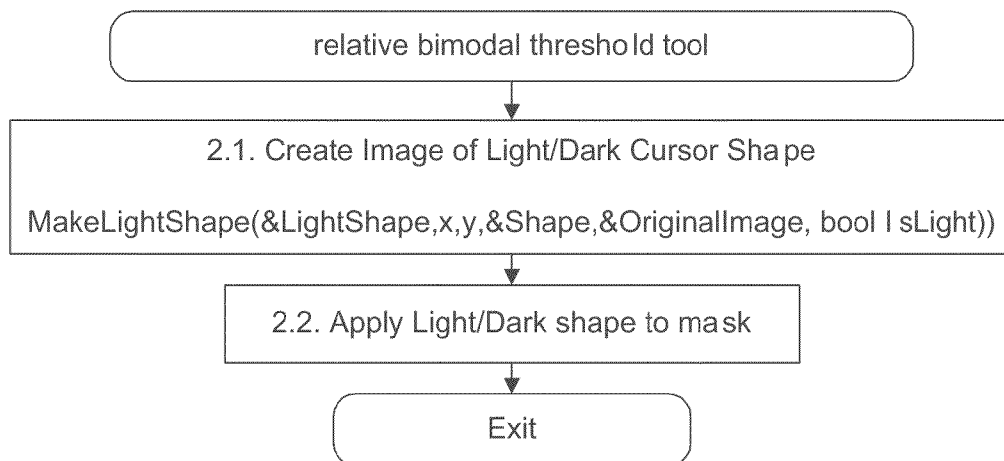 relative bimodal threshold tool
2.1. Create Image of Light/Dark Cursor Shape
MakeLightShape(&LightShape,x,y,&Shape,&OriginalImage, bool I sLight))
2.2. Apply Light/Dark shape to mask
Exit